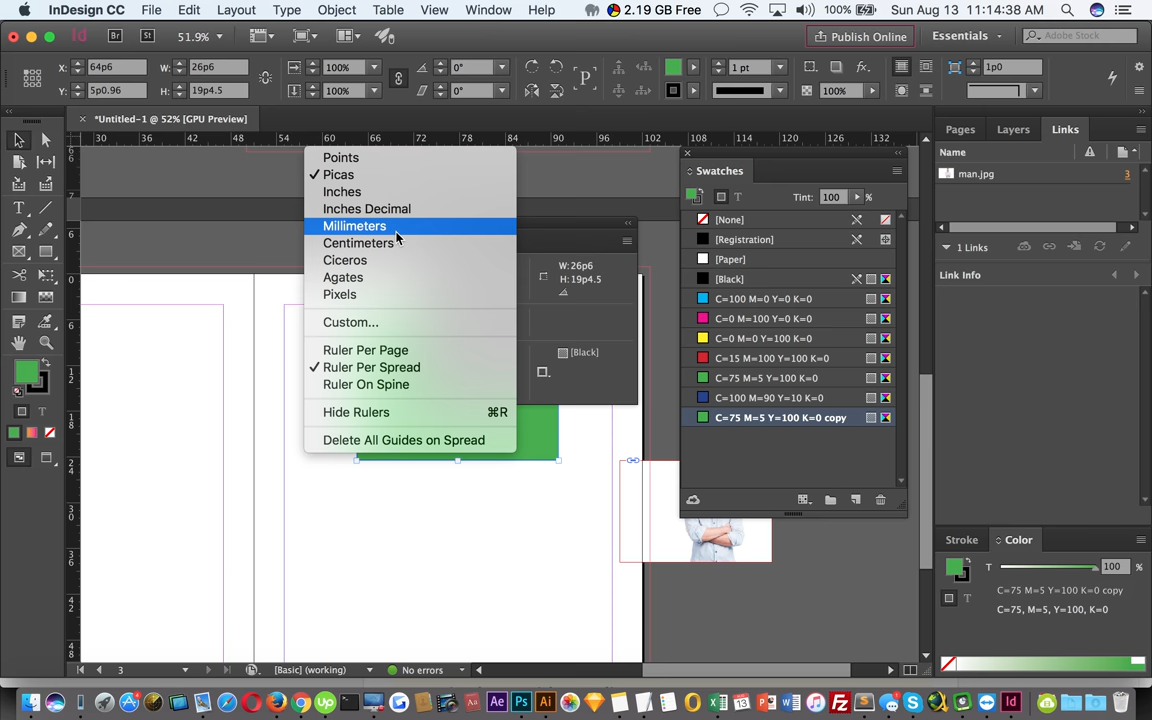 InDesign CC File Edit Layout Type Object Table View Window Help 2.19 GB Free 100% Sun Aug 13 11:14:38 AM
Id Br St 51.9% Publish Online Essentials Adobe Stock
X: 64p6 W: 26p6 100% 0° 1 pt 1p0
Y: 5p0.96 H: 19p4.5 100% 0° 100%
*Untitled-1 @ 52% [GPU Preview]
Pages Layers Links
30 36 42 48 54 60 66 72 78 84 90 96 102 108 114 120 126 132
Name
man.jpg 3
1 Links
Link Info
Points
Picas
Inches
Inches Decimal
Millimeters
Centimeters
Ciceros
Agates
Pixels
Custom...
Ruler Per Page
Ruler Per Spread
Ruler On Spine
Hide Rulers ⌘R
Delete All Guides on Spread
W:26p6
H:19p4.5
[Black]
Swatches
Tint: 100 %
[None]
[Registration]
[Paper]
[Black]
C=100 M=0 Y=0 K=0
C=0 M=100 Y=0 K=0
C=0 M=0 Y=100 K=0
C=15 M=100 Y=100 K=0
C=75 M=5 Y=100 K=0
C=100 M=90 Y=10 K=0
C=75 M=5 Y=100 K=0 copy
Stroke Color
T 100 %
C=75 M=5 Y=100 K=0 copy
C=75, M=5, Y=100, K=0
3 [Basic] (working) No errors